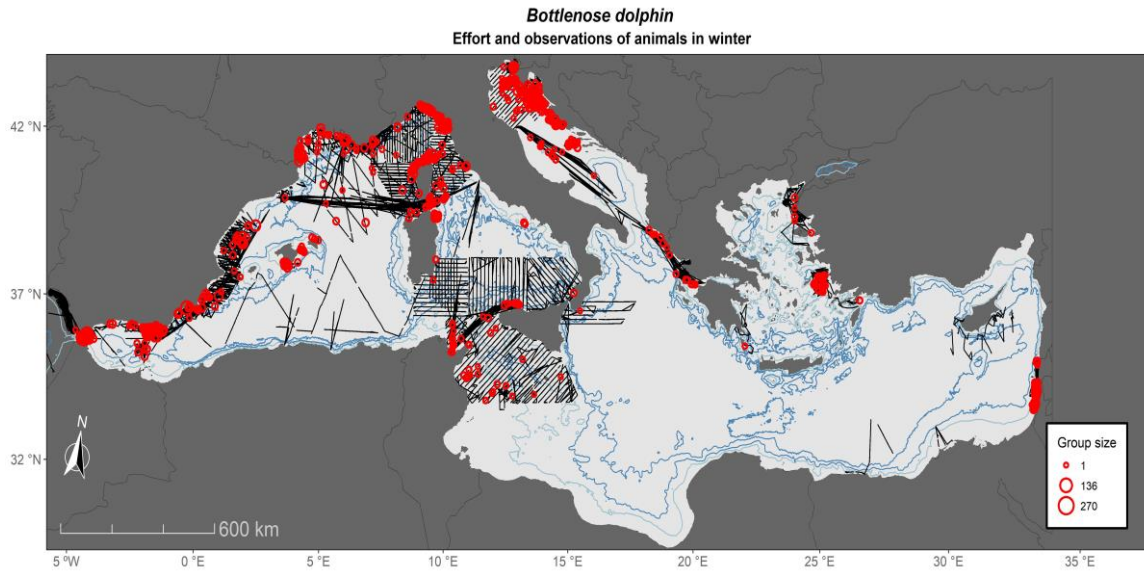 Bottlenose dolphin
Effort and observations of animals in winter
42 °N
37 °N
32 °N
N
600 km
Group size
1
136
270
5 ºW
0 °E
5 °E
10 °E
15 °E
20 °E
25 °E
30 °E
35 °E